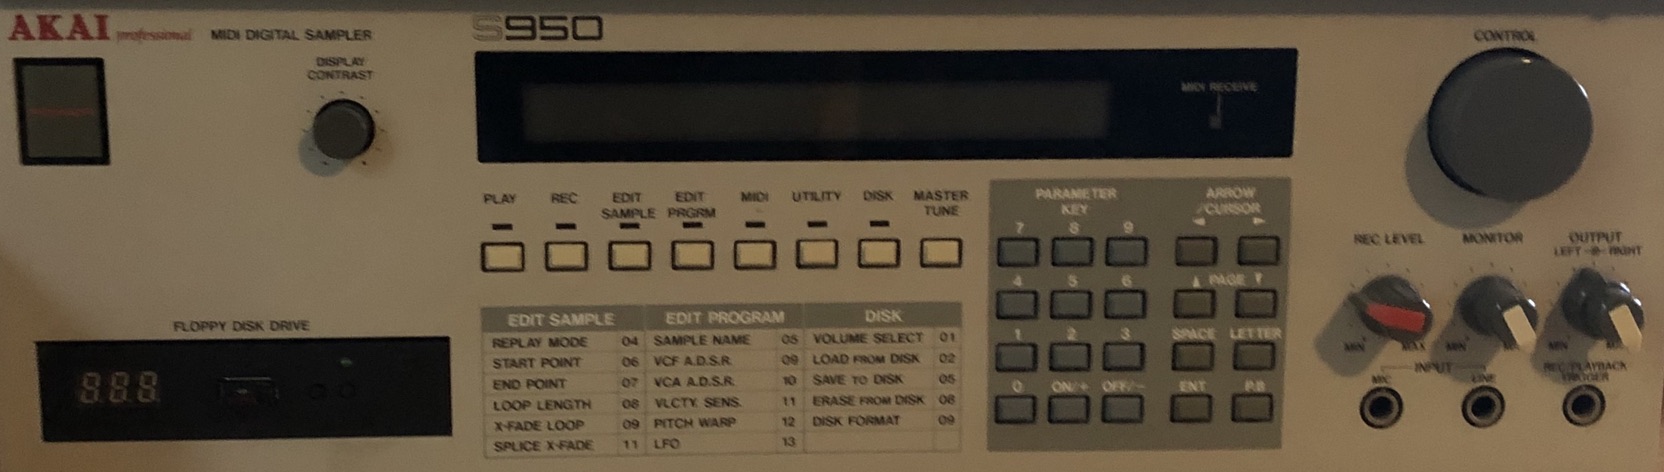 AKAI professional MIDI DIGITAL SAMPLER
S950
DISPLAY
CONTRAST
MIDI RECEIVE
CONTROL
PLAY
REC
EDIT
SAMPLE
EDIT
PRGRM
MIDI
UTILITY
DISK
MASTER
TUNE
PARAMETER
KEY
ARROW
/CURSOR
7 8 9
4 5 6
PAGE
1 2 3 SPACE LETTER
0 ON/+ OFF/− ENT P.B
REC LEVEL
MONITOR
OUTPUT
LEFT RIGHT
MIN MAX
MIN
MIN
INPUT
MIC
LINE
REC/PLAYBACK
TRIGGER
FLOPPY DISK DRIVE
888
EDIT SAMPLE
REPLAY MODE 04
START POINT 06
END POINT 07
LOOP LENGTH 08
X-FADE LOOP 09
SPLICE X-FADE 11
EDIT PROGRAM
SAMPLE NAME 05
VCF A.D.S.R. 09
VCA A.D.S.R. 10
VLCTY. SENS. 11
PITCH WARP 12
LFO 13
DISK
VOLUME SELECT 01
LOAD FROM DISK 02
SAVE TO DISK 05
ERASE FROM DISK 08
DISK FORMAT 09